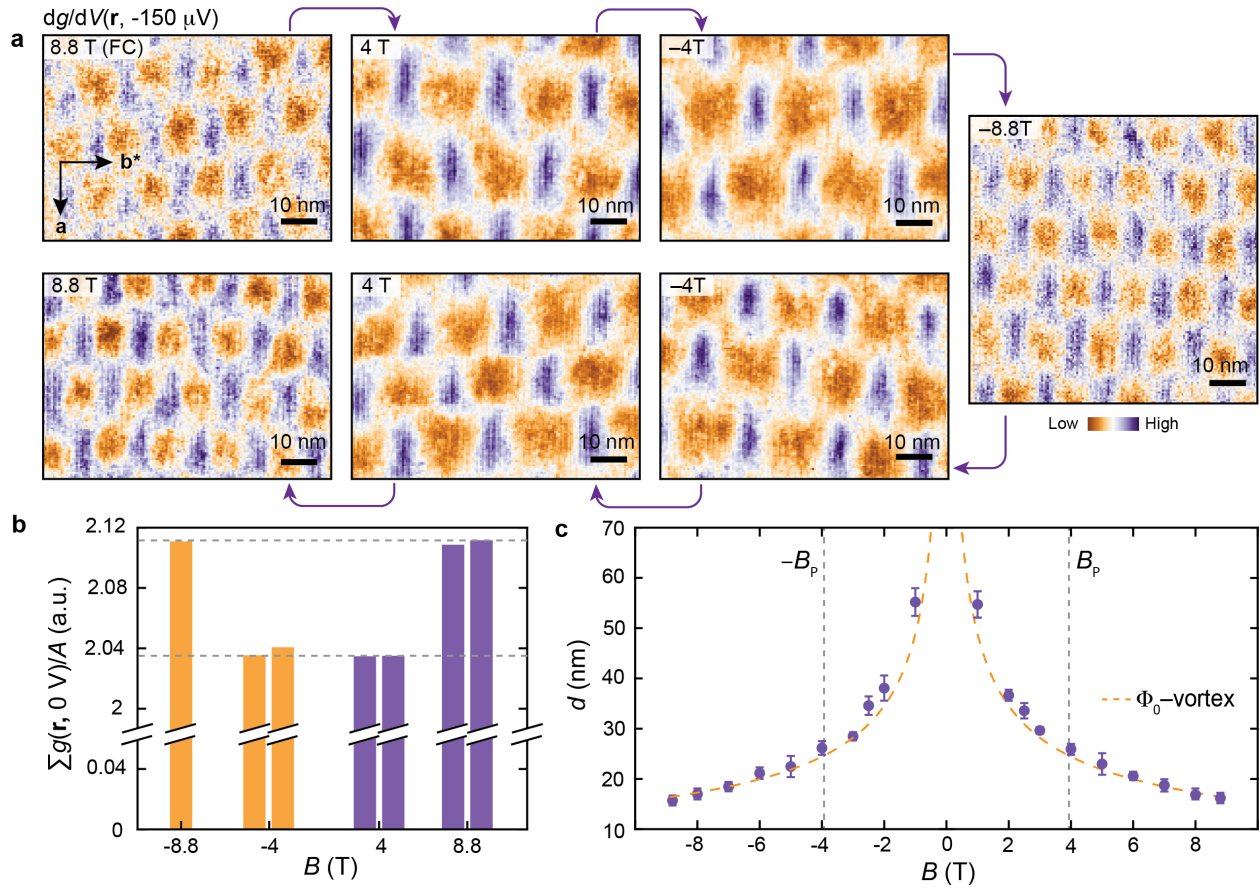 dg/dV(r, -150 μV)
a
8.8 T (FC)
4 T
–4T
–8.8T
b*
a
10 nm
10 nm
10 nm
10 nm
8.8 T
4 T
–4T
10 nm
10 nm
10 nm
Low
High
b
∑g(r, 0 V)/A (a.u.)
2.12
2.08
2.04
2
0.04
0
-8.8
-4
4
8.8
B (T)
c
d (nm)
70
60
50
40
30
20
10
−B_P
B_P
Φ₀–vortex
-8
-6
-4
-2
0
2
4
6
8
B (T)